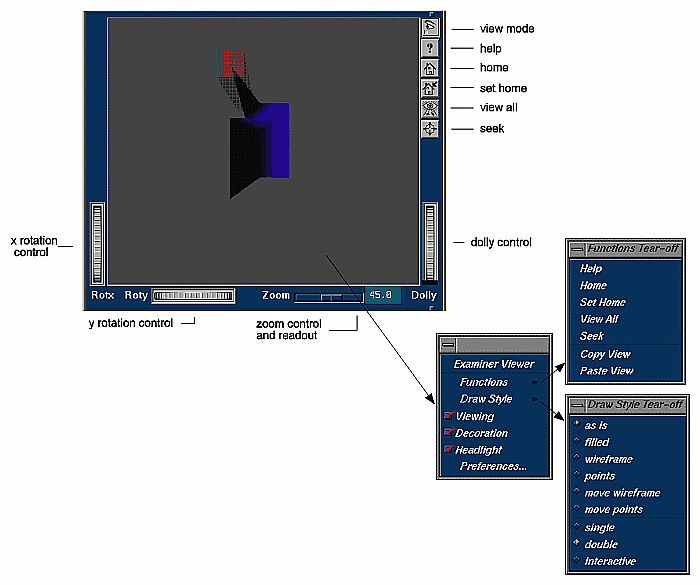 view mode
?
help
home
set home
view all
seek
x rotation
control
dolly control
Rotx Roty Zoom 45.0 Dolly
y rotation control
zoom control
and readout
Examiner Viewer
Functions
Draw Style
Viewing
Decoration
Headlight
Preferences...
Functions Tear-off
Help
Home
Set Home
View All
Seek
Copy View
Paste View
Draw Style Tear-off
as is
filled
wireframe
points
move wireframe
move points
single
double
Interactive